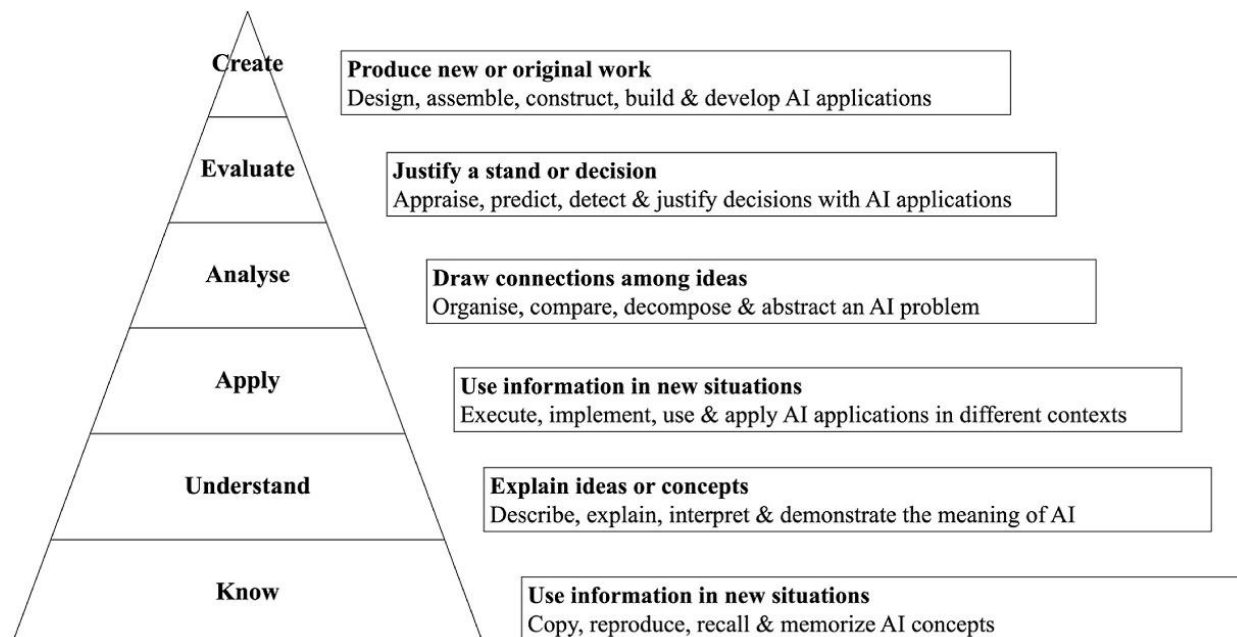 Create
Produce new or original work
Design, assemble, construct, build & develop AI applications
Evaluate
Justify a stand or decision
Appraise, predict, detect & justify decisions with AI applications
Analyse
Draw connections among ideas
Organise, compare, decompose & abstract an AI problem
Apply
Use information in new situations
Execute, implement, use & apply AI applications in different contexts
Understand
Explain ideas or concepts
Describe, explain, interpret & demonstrate the meaning of AI
Know
Use information in new situations
Copy, reproduce, recall & memorize AI concepts